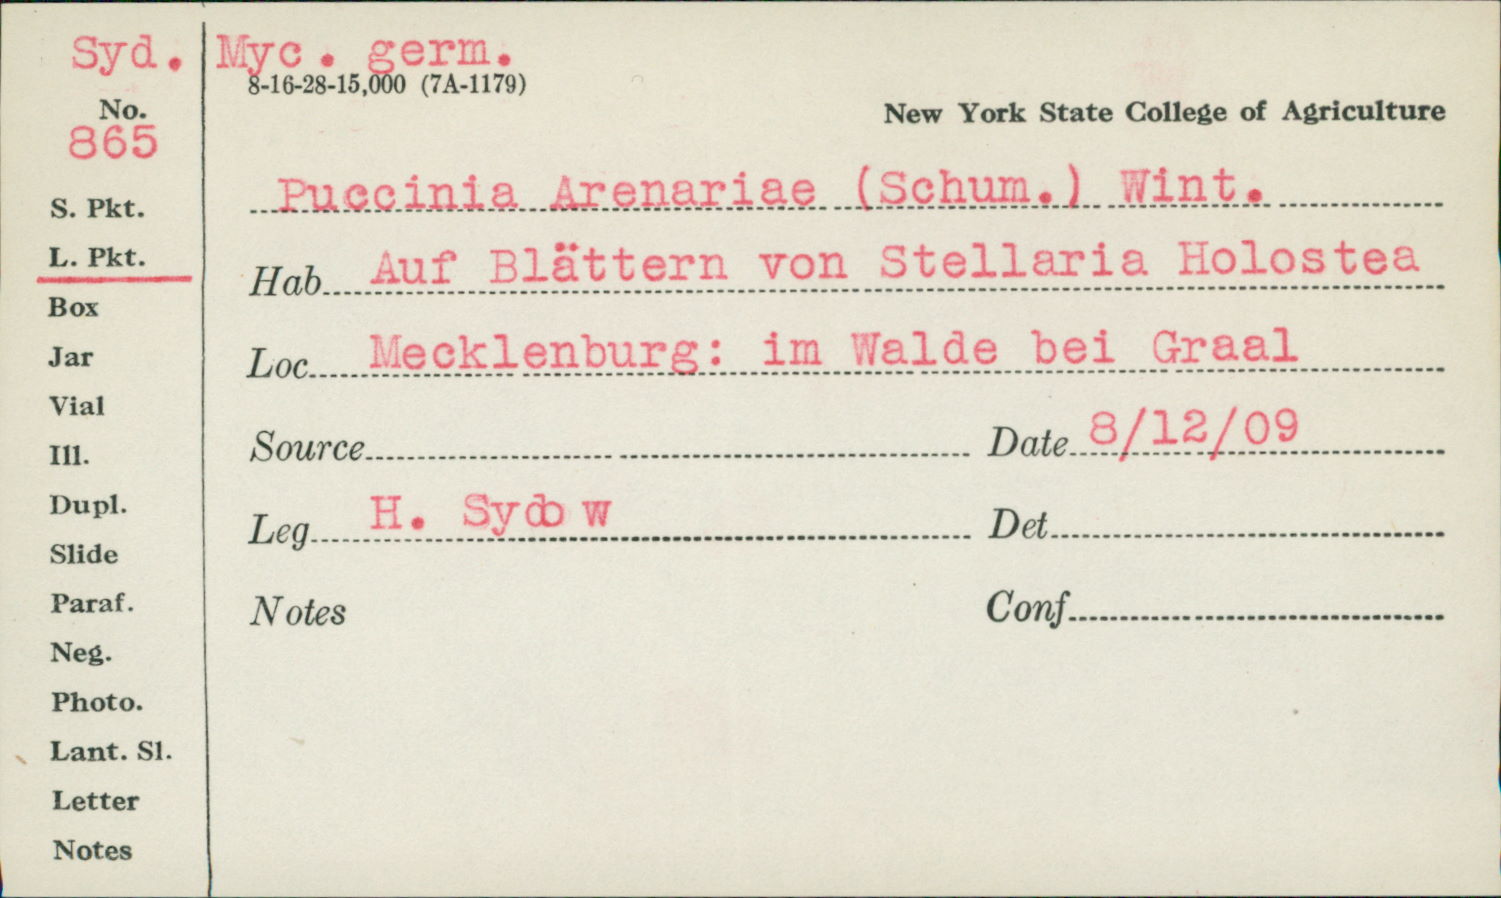 Syd. Myc. germ.
8-16-28-15,000 (7A-1179)
No.
865
New York State College of Agriculture
Puccinia Arenariae (Schum.) Wint.
S. Pkt.
L. Pkt.
Hab. Auf Blättern von Stellaria Holostea
Box
Jar
Loc. Mecklenburg: im Walde bei Graal
Vial
Ill.
Source Date 8/12/09
Dupl.
Leg. H. Sydow Det.
Slide
Paraf.
Notes Conf.
Neg.
Photo.
Lant. Sl.
Letter
Notes